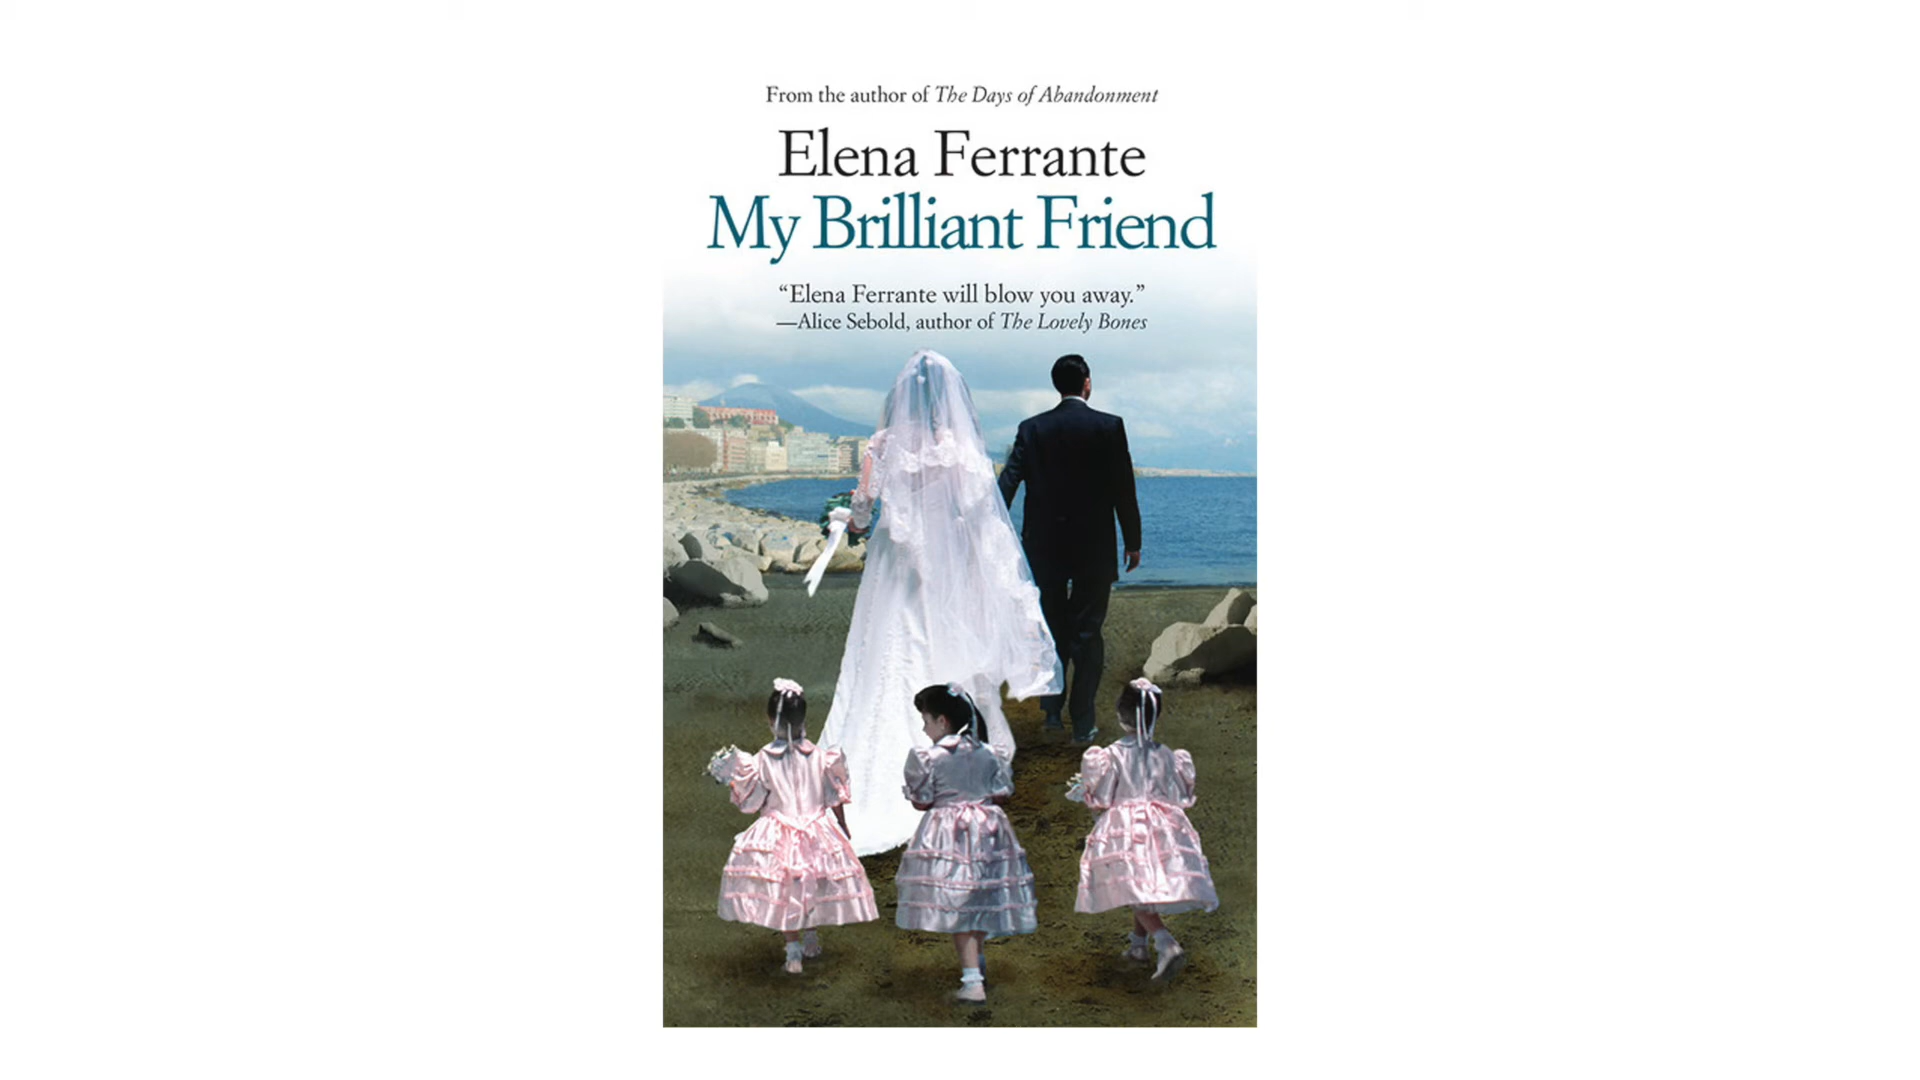 From the author of The Days of Abandonment
Elena Ferrante
My Brilliant Friend
“Elena Ferrante will blow you away.”
—Alice Sebold, author of The Lovely Bones